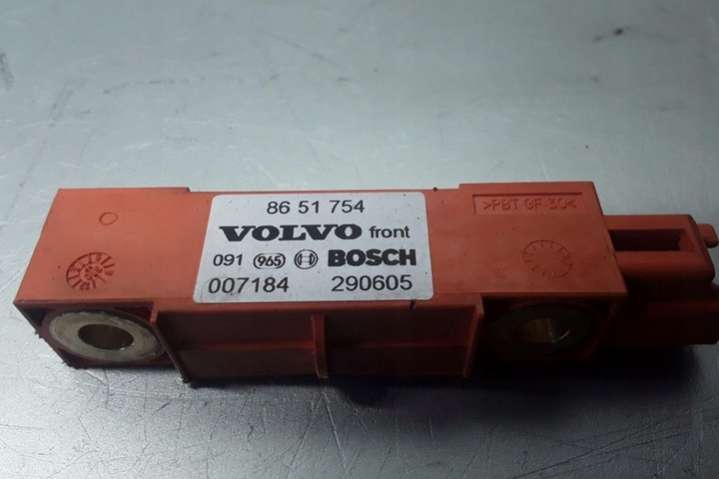 86 51 754
VOLVO front
091 965 BOSCH
007184 290605
>PBT GF 30<